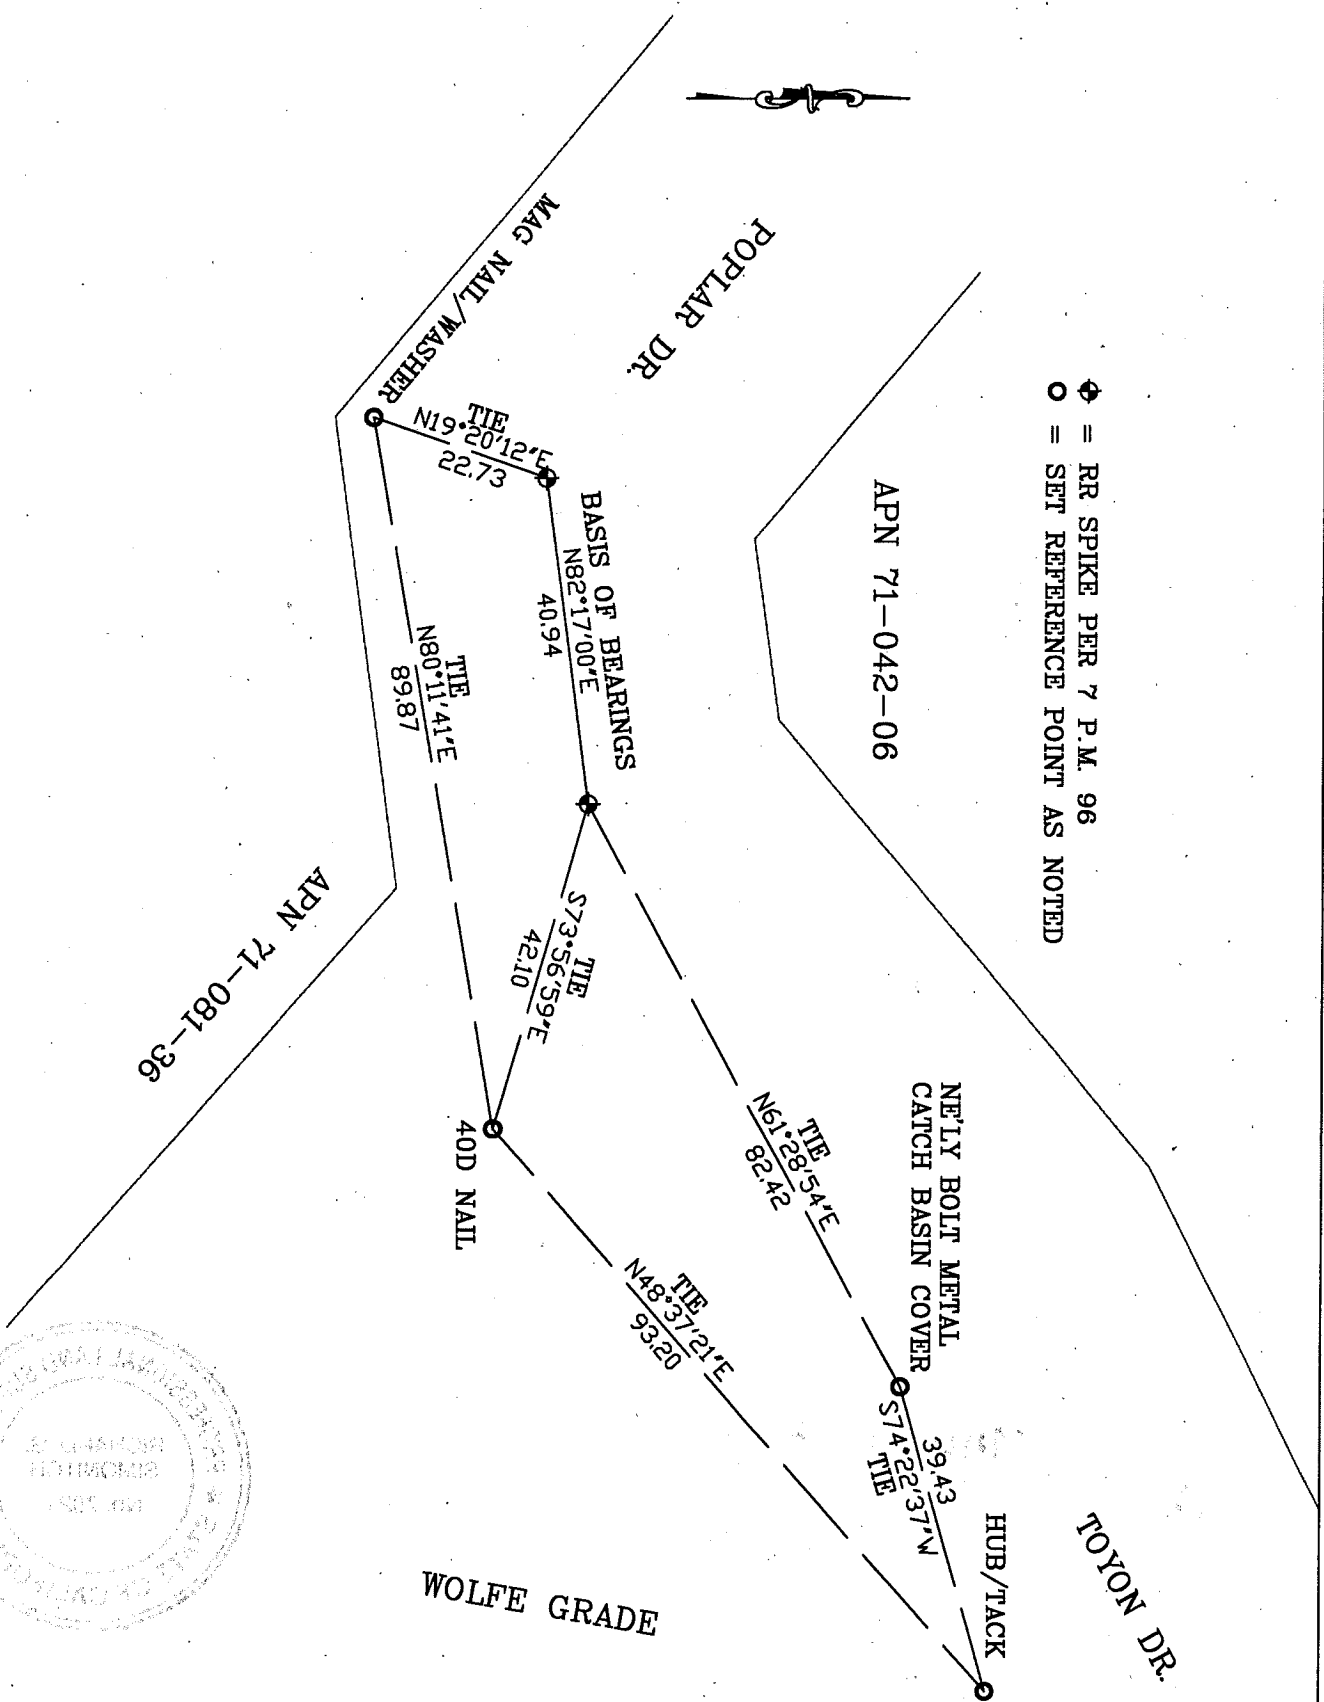 = RR SPIKE PER 7 P.M. 96
= SET REFERENCE POINT AS NOTED
POPLAR DR.
APN 71-042-06
MAG NAIL/WASHER
TIE
N19°20'12"E
22.73
BASIS OF BEARINGS
N82°17'00"E
40.94
TIE
N80°11'41"E
89.87
TIE
S73°56'59"E
42.10
APN 71-081-36
40D NAIL
NE'LY BOLT METAL
CATCH BASIN COVER
TIE
N61°28'54"E
82.42
TIE
N48°37'21"E
93.20
39.43
S74°22'37"W
TIE
HUB/TACK
TOYON DR.
WOLFE GRADE